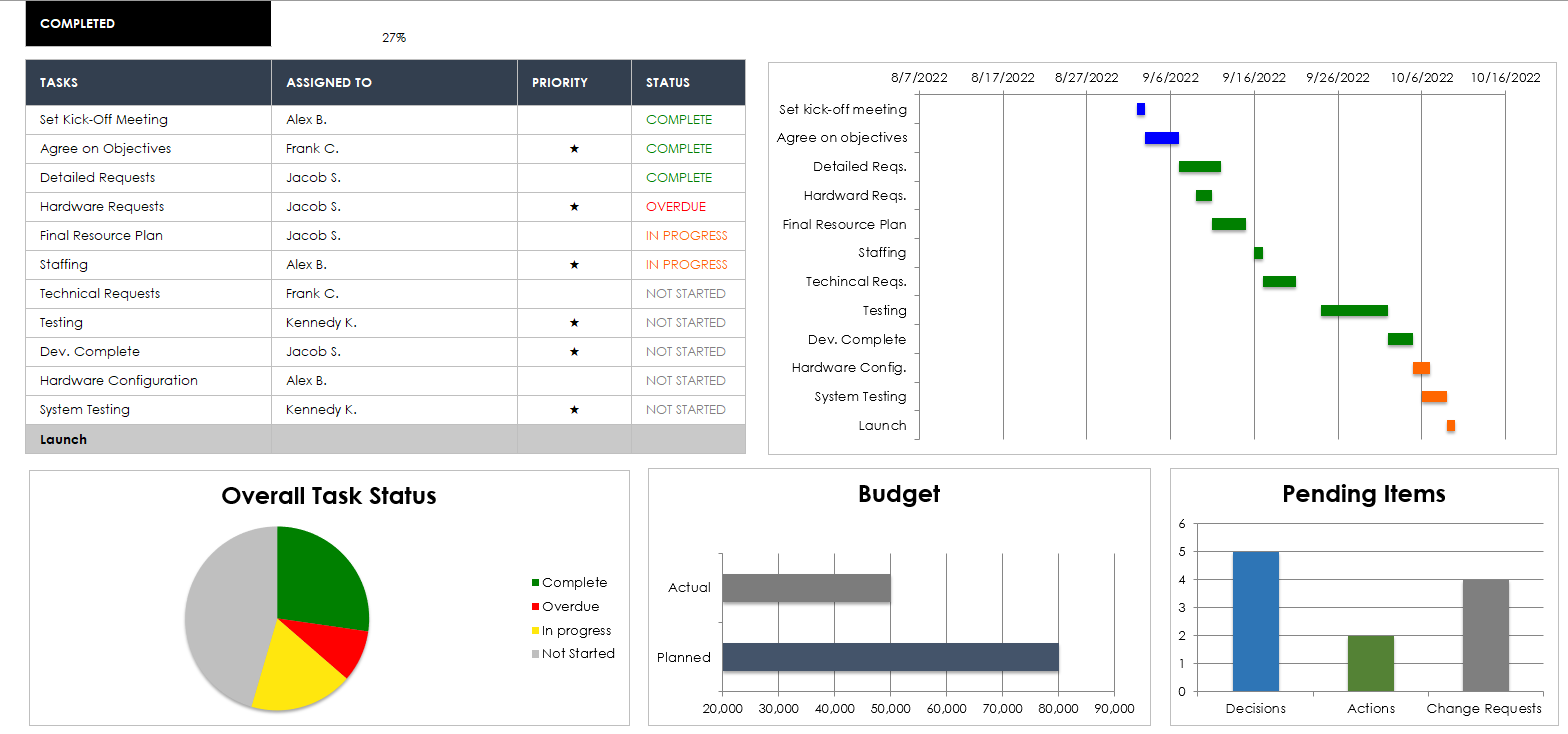 COMPLETED
27%
TASKS ASSIGNED TO PRIORITY STATUS
Set Kick-Off Meeting Alex B. COMPLETE
Agree on Objectives Frank C. ★ COMPLETE
Detailed Requests Jacob S. COMPLETE
Hardware Requests Jacob S. ★ OVERDUE
Final Resource Plan Jacob S. IN PROGRESS
Staffing Alex B. ★ IN PROGRESS
Technical Requests Frank C. NOT STARTED
Testing Kennedy K. ★ NOT STARTED
Dev. Complete Jacob S. ★ NOT STARTED
Hardware Configuration Alex B. NOT STARTED
System Testing Kennedy K. ★ NOT STARTED
Launch
8/7/2022 8/17/2022 8/27/2022 9/6/2022 9/16/2022 9/26/2022 10/6/2022 10/16/2022
Set kick-off meeting
Agree on objectives
Detailed Reqs.
Hardward Reqs.
Final Resource Plan
Staffing
Techincal Reqs.
Testing
Dev. Complete
Hardware Config.
System Testing
Launch
Overall Task Status
Complete
Overdue
In progress
Not Started
Budget
Actual
Planned
20,000 30,000 40,000 50,000 60,000 70,000 80,000 90,000
Pending Items
6
5
4
3
2
1
0
Decisions Actions Change Requests